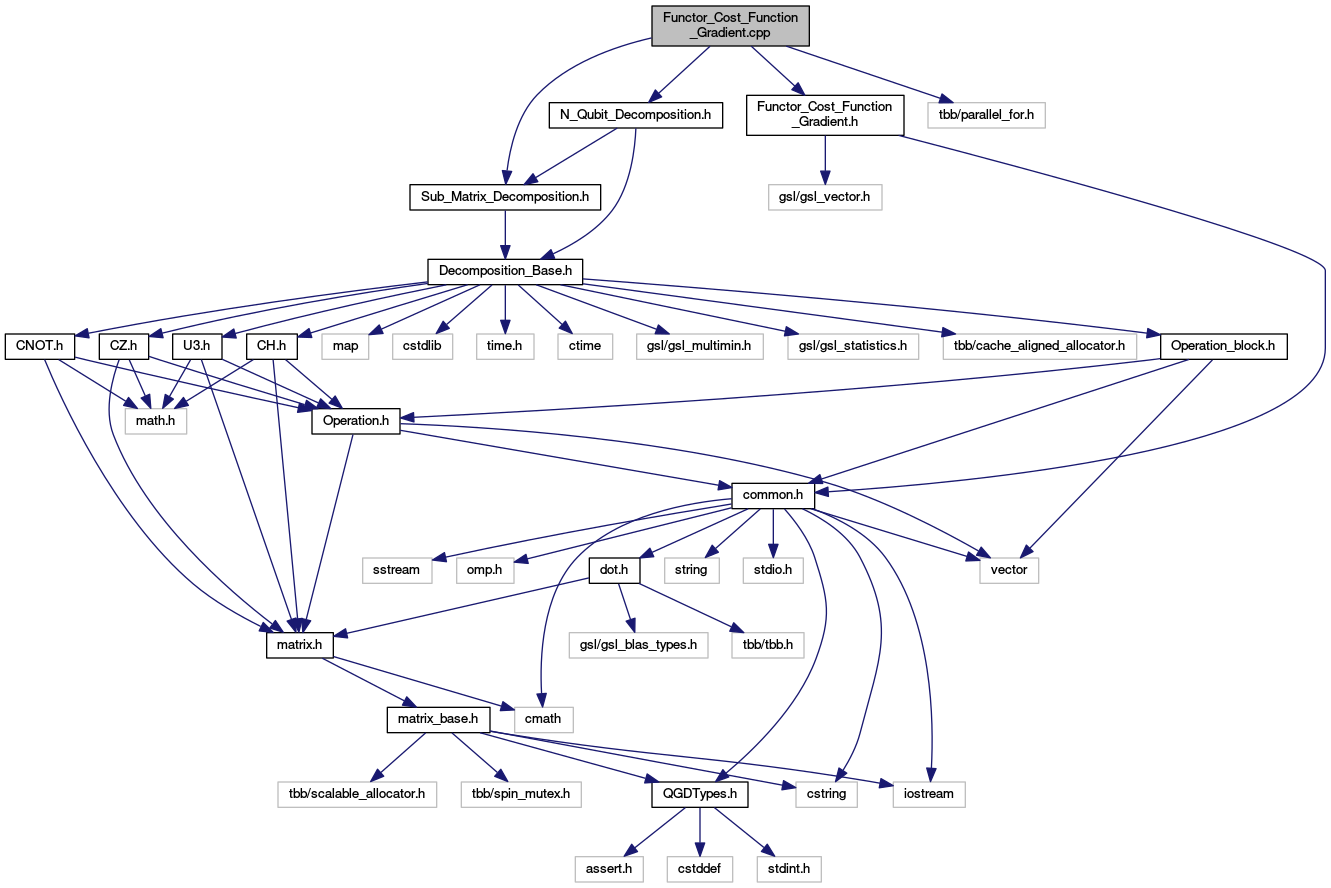 Functor_Cost_Function
_Gradient.cpp
N_Qubit_Decomposition.h
Functor_Cost_Function
_Gradient.h
tbb/parallel_for.h
Sub_Matrix_Decomposition.h
gsl/gsl_vector.h
Decomposition_Base.h
CNOT.h
CZ.h
U3.h
CH.h
map
cstdlib
time.h
ctime
gsl/gsl_multimin.h
gsl/gsl_statistics.h
tbb/cache_aligned_allocator.h
Operation_block.h
math.h
Operation.h
common.h
sstream
omp.h
dot.h
string
stdio.h
vector
matrix.h
gsl/gsl_blas_types.h
tbb/tbb.h
matrix_base.h
cmath
tbb/scalable_allocator.h
tbb/spin_mutex.h
QGDTypes.h
cstring
iostream
assert.h
cstddef
stdint.h